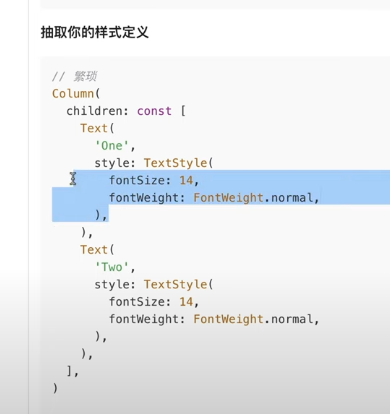 抽取你的样式定义
// 繁琐
Column(
  children: const [
    Text(
      'One',
      style: TextStyle(
        fontSize: 14,
        fontWeight: FontWeight.normal,
      ),
    ),
    Text(
      'Two',
      style: TextStyle(
        fontSize: 14,
        fontWeight: FontWeight.normal,
      ),
    ),
  ],
)